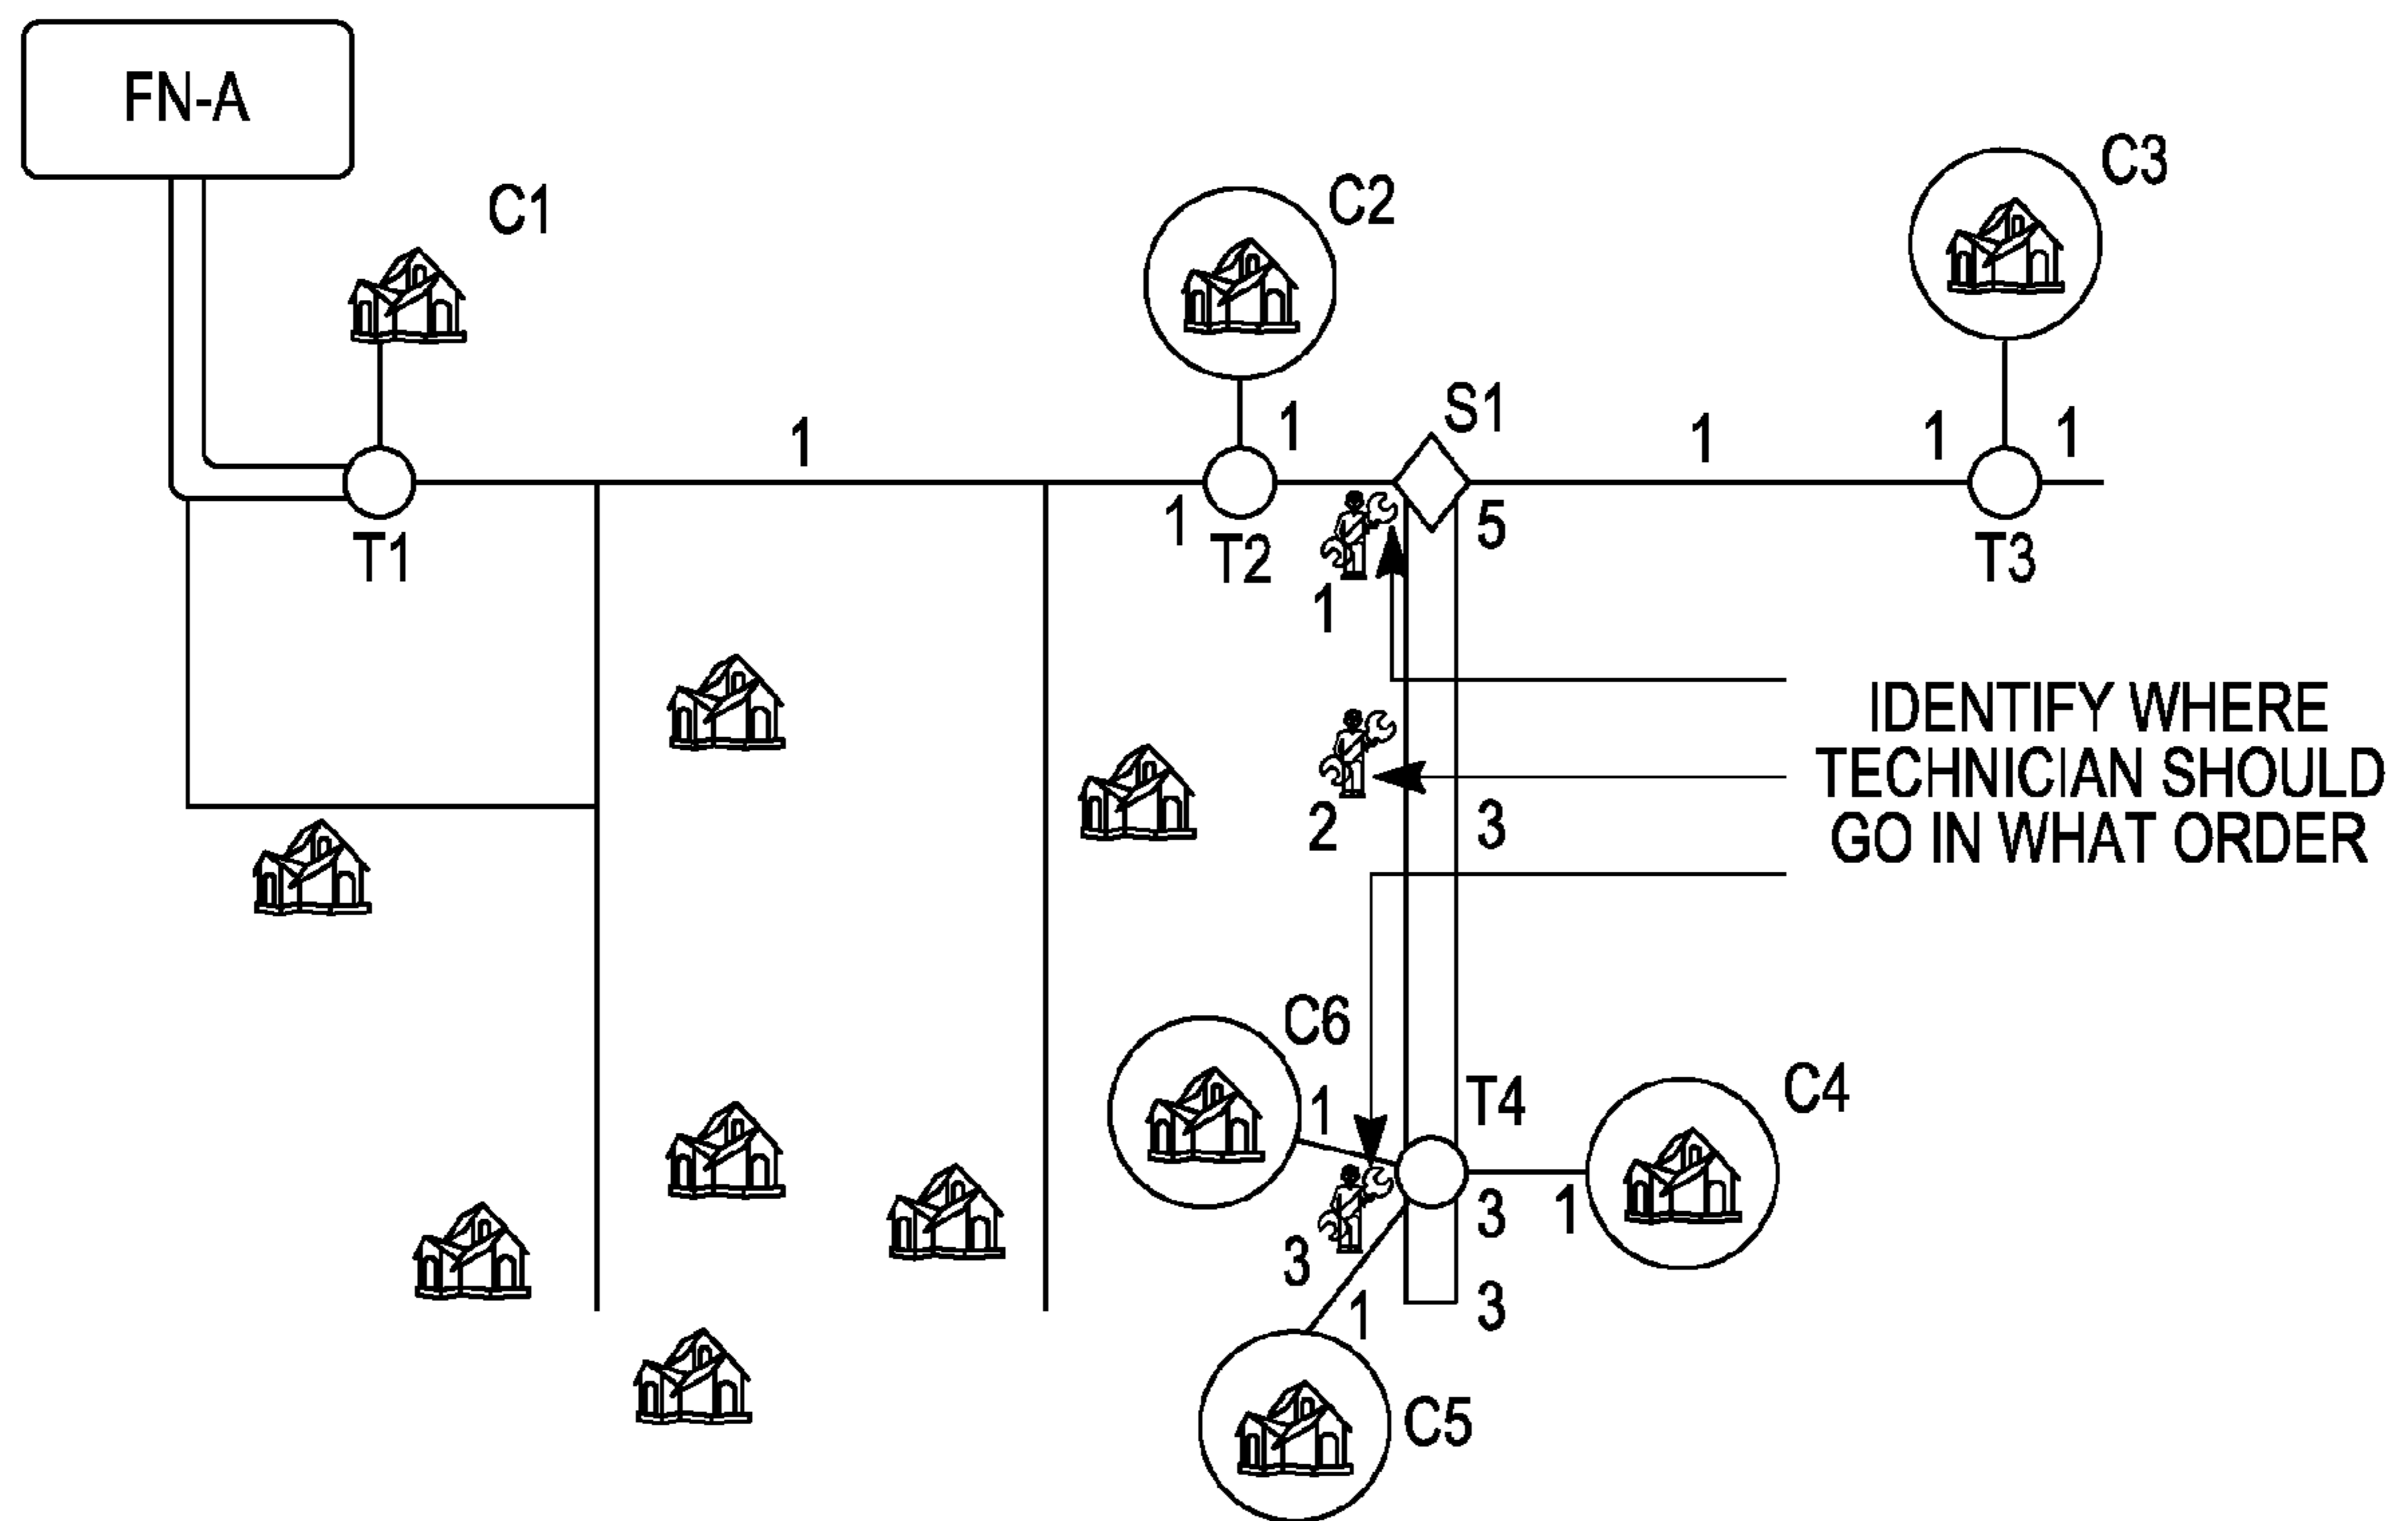 FN-A
C1
C2
C3
1
1
S1
1
1
1
T1
1
T2
5
T3
1
IDENTIFY WHERE
TECHNICIAN SHOULD
GO IN WHAT ORDER
2
3
C6
1
T4
C4
3
1
3
1
3
C5